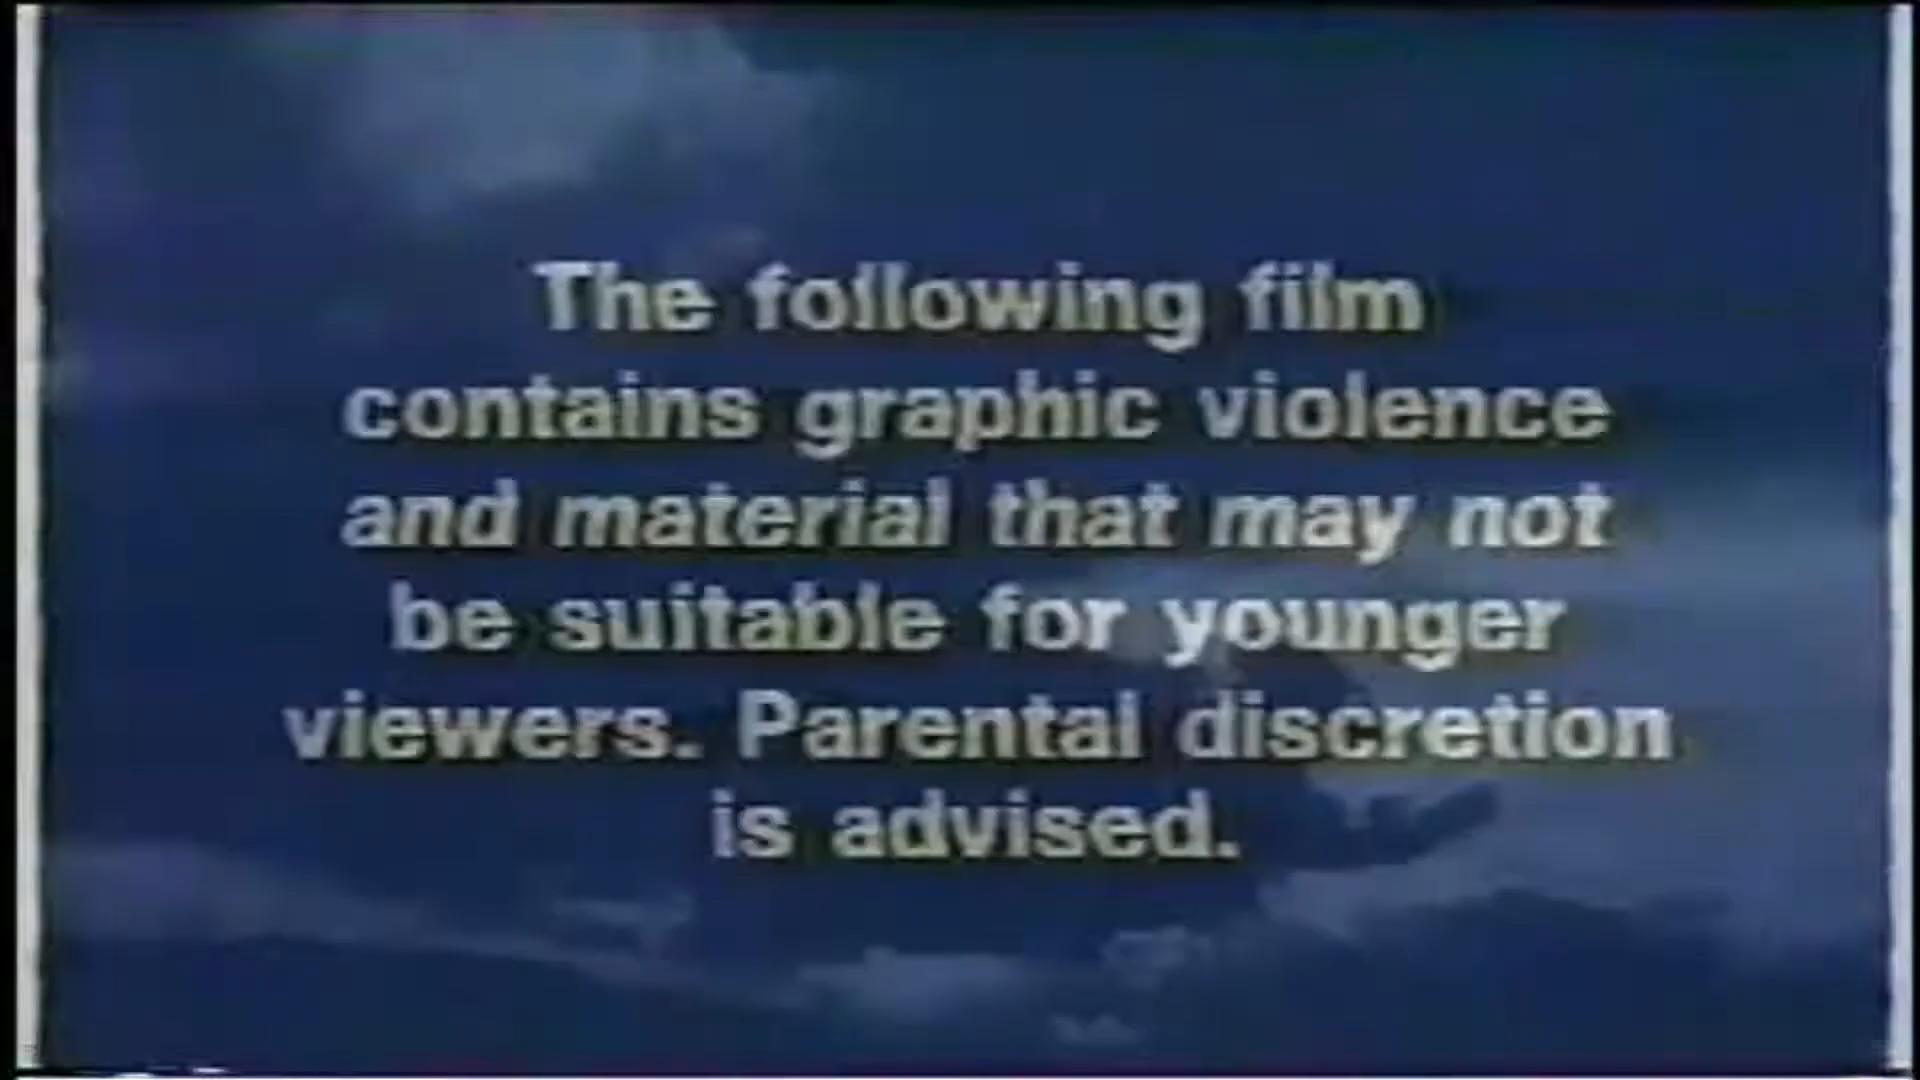 The following film
contains graphic violence
and material that may not
be suitable for younger
viewers. Parental discretion
is advised.